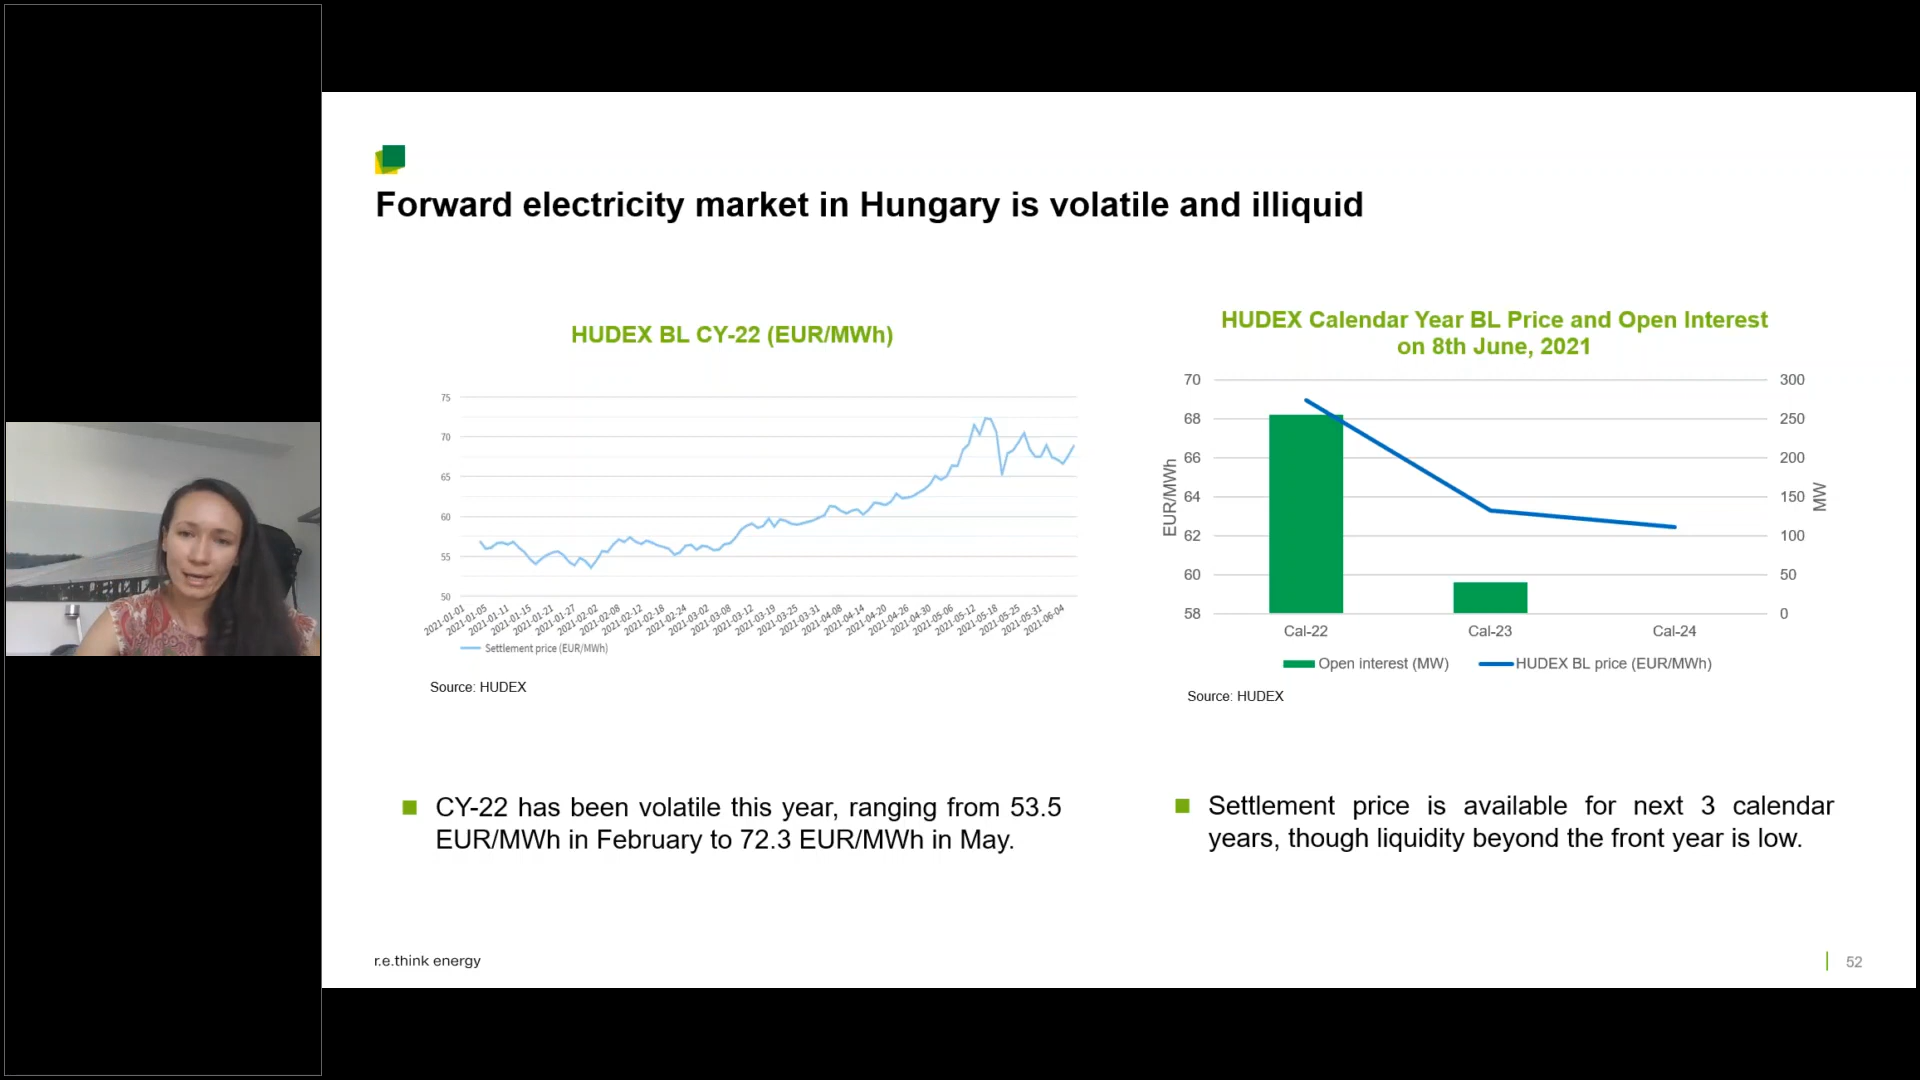 Forward electricity market in Hungary is volatile and illiquid
HUDEX BL CY-22 (EUR/MWh)
75
70
65
60
55
50
2021-01-01
2021-01-05
2021-01-11
2021-01-15
2021-01-21
2021-01-27
2021-02-02
2021-02-08
2021-02-12
2021-02-18
2021-02-24
2021-03-02
2021-03-08
2021-03-12
2021-03-19
2021-03-25
2021-03-31
2021-04-08
2021-04-14
2021-04-20
2021-04-26
2021-04-30
2021-05-06
2021-05-12
2021-05-18
2021-05-25
2021-05-31
2021-06-04
Settlement price (EUR/MWh)
Source: HUDEX
CY-22 has been volatile this year, ranging from 53.5
EUR/MWh in February to 72.3 EUR/MWh in May.
HUDEX Calendar Year BL Price and Open Interest
on 8th June, 2021
70
68
66
64
62
60
58
EUR/MWh
300
250
200
150
100
50
0
MW
Cal-22
Cal-23
Cal-24
Open interest (MW)
HUDEX BL price (EUR/MWh)
Source: HUDEX
Settlement price is available for next 3 calendar
years, though liquidity beyond the front year is low.
r.e.think energy
52